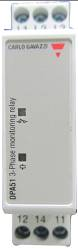 CARLO GAVAZZI
DPA51 3-Phase monitoring relay
12 14 11